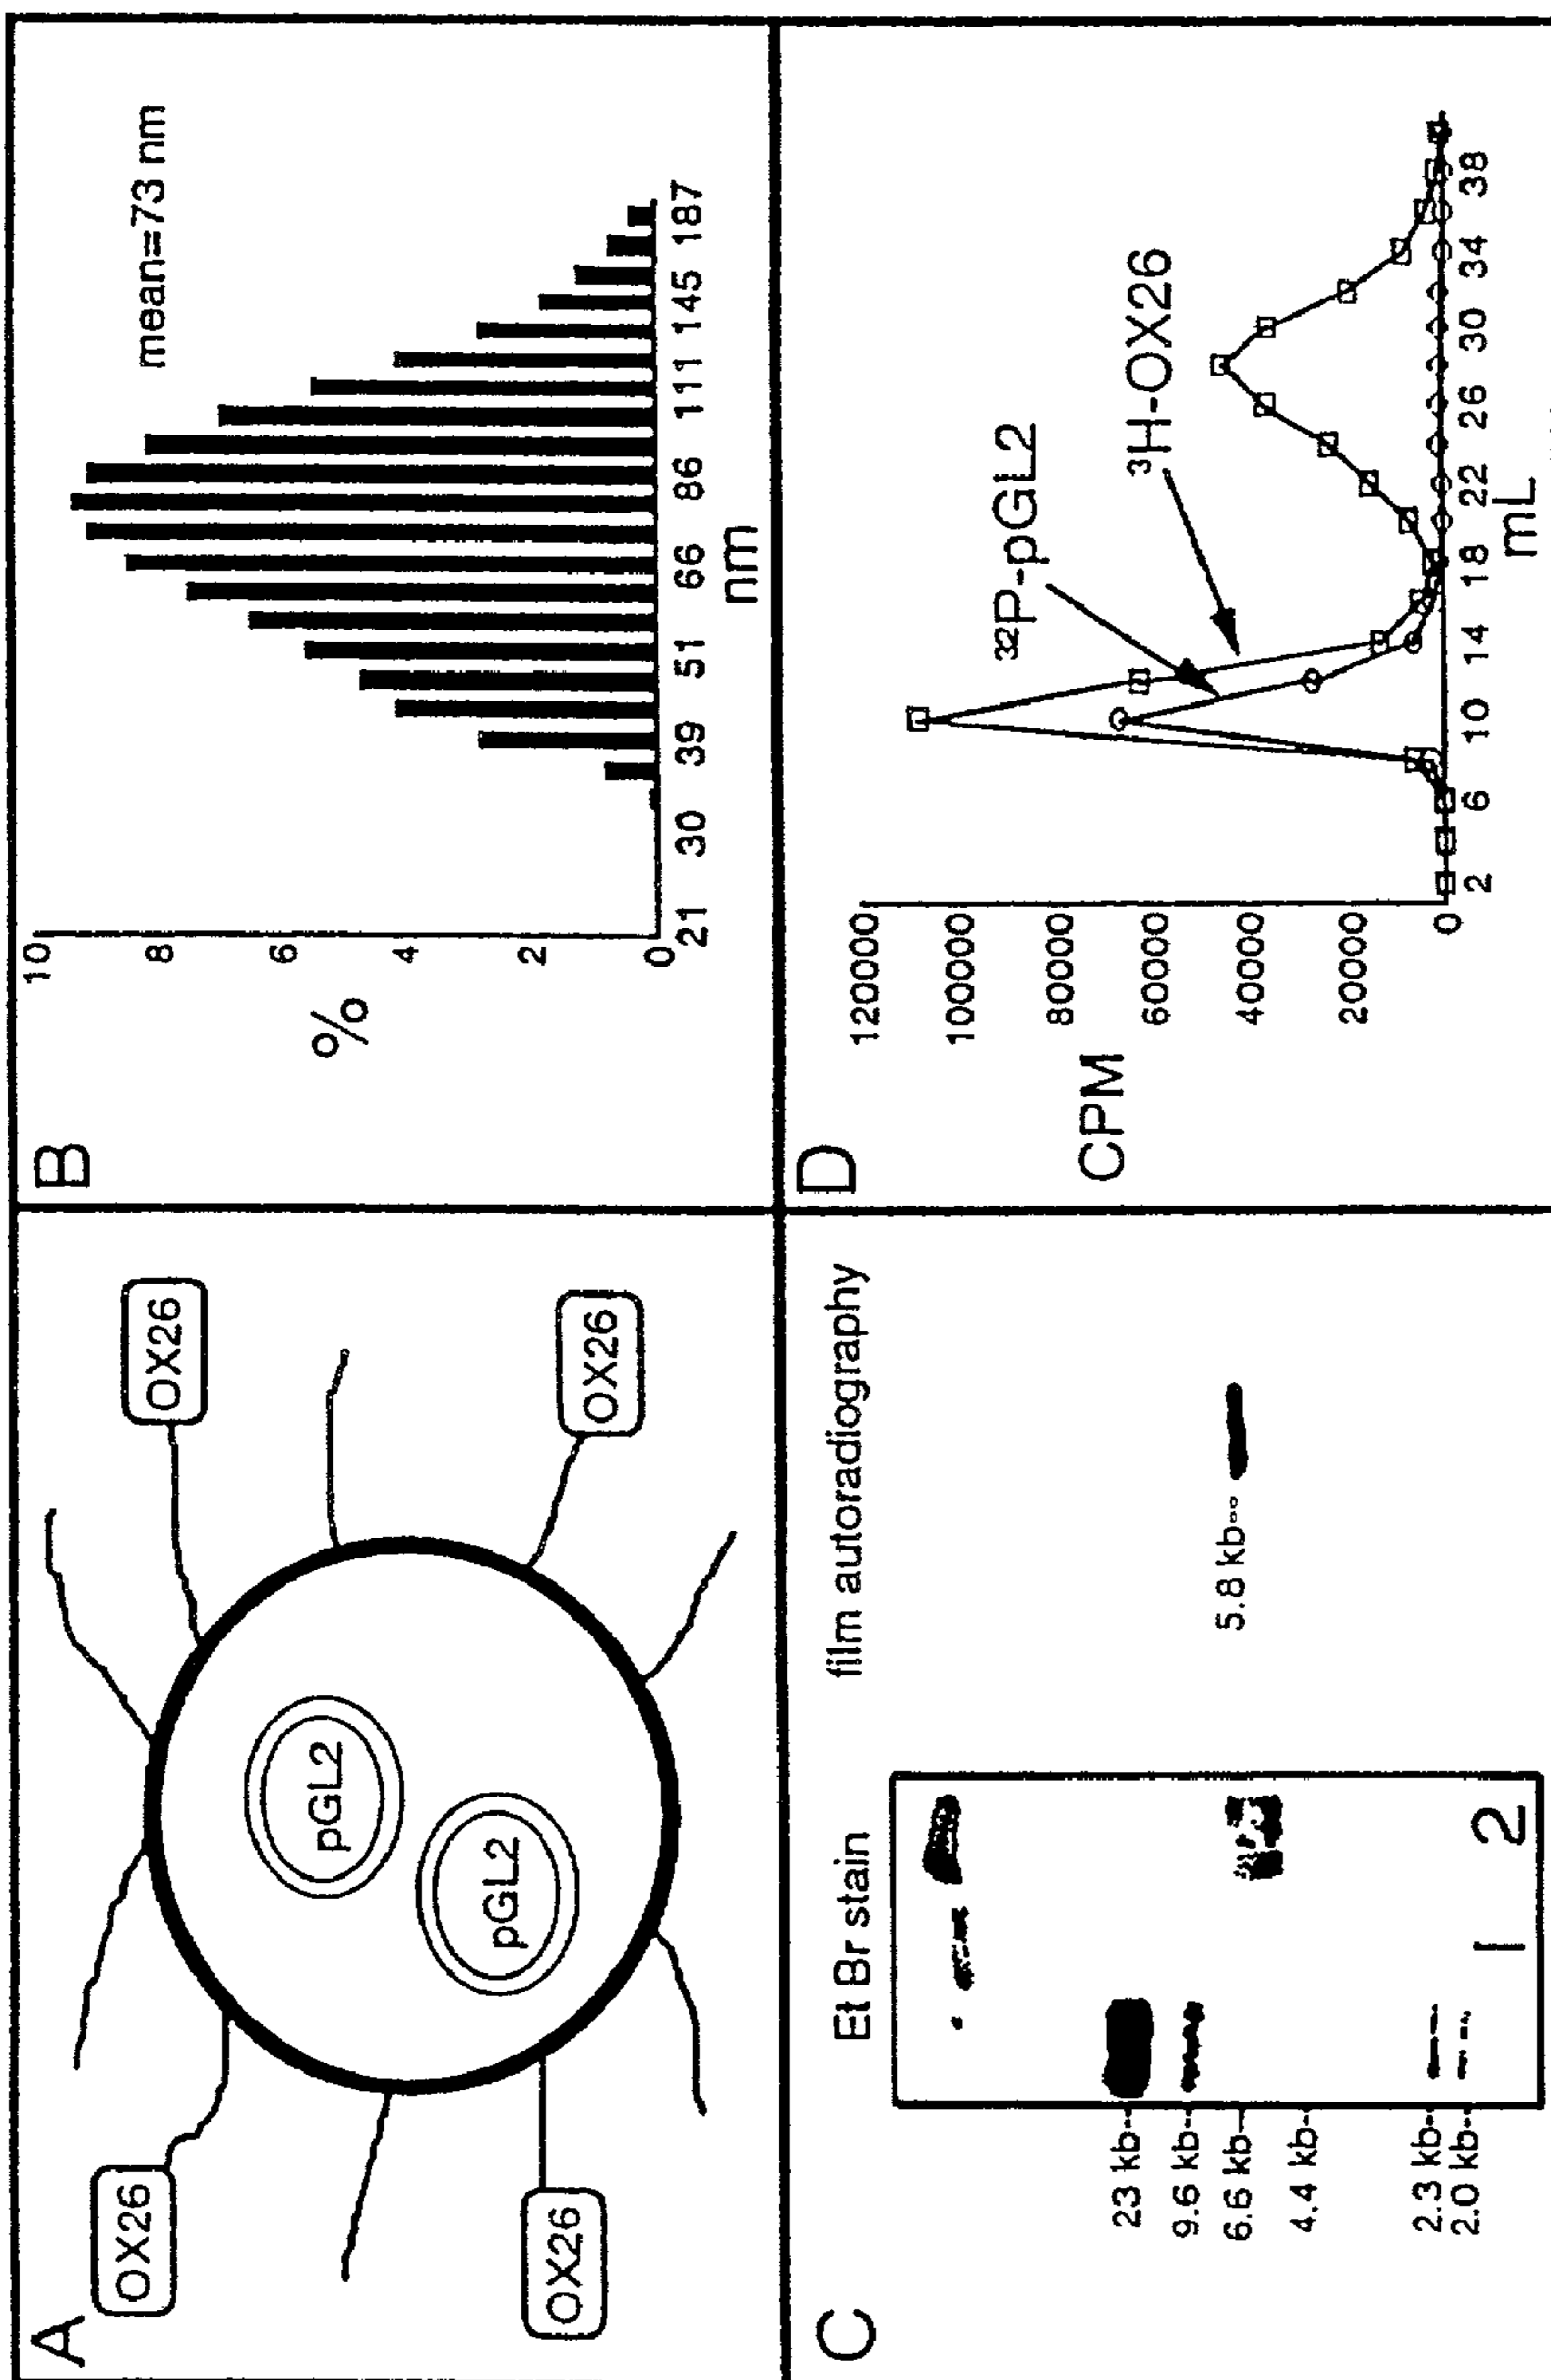 A
OX26
OX26
pGL2
pGL2
OX26
OX26
B
mean=73 nm
%
10
8
6
4
2
0
21 30 39 51 66 86 111 145 187
nm
C
Et Br stain
film autoradiography
23 kb
9.6 kb
6.6 kb
4.4 kb
2.3 kb
2.0 kb
5.8 kb
1 2
D
CPM
120000
100000
80000
60000
40000
20000
0
³²P-pGL2
³H-OX26
2 6 10 14 18 22 26 30 34 38
mL